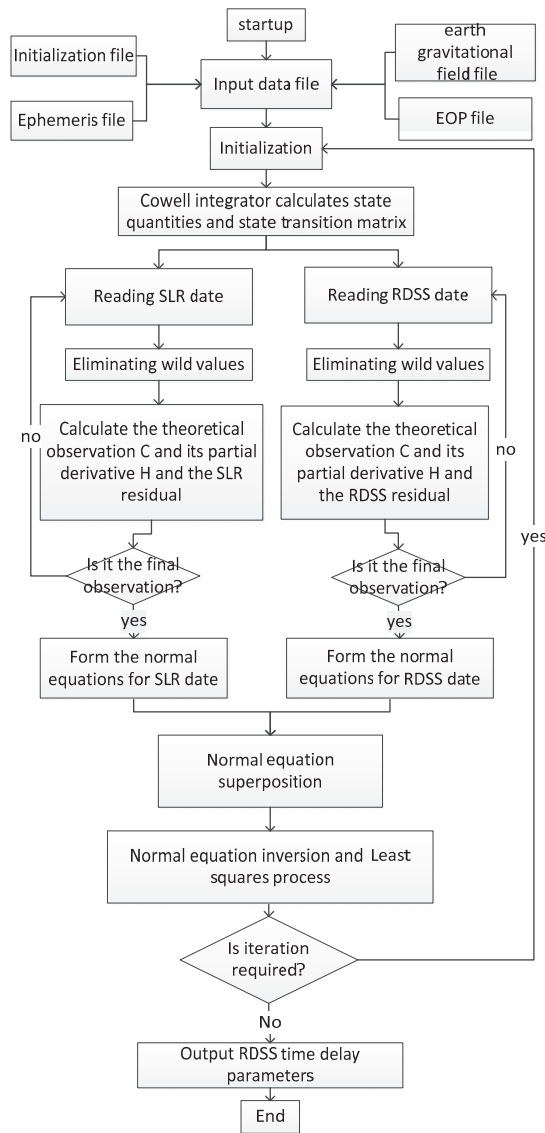 startup
Initialization file
earth
gravitational
field file
Input data file
Ephemeris file
EOP file
Initialization
Cowell integrator calculates state
quantities and state transition matrix
Reading SLR date
Reading RDSS date
Eliminating wild values
Eliminating wild values
Calculate the theoretical
observation C and its partial
derivative H and the SLR
residual
Calculate the theoretical
observation C and its
partial derivative H and
the RDSS residual
no
no
yes
Is it the final
observation?
Is it the final
observation?
yes
yes
Form the normal
equations for SLR date
Form the normal
equations for RDSS date
Normal equation
superposition
Normal equation inversion and Least
squares process
Is iteration
required?
No
Output RDSS time delay
parameters
End